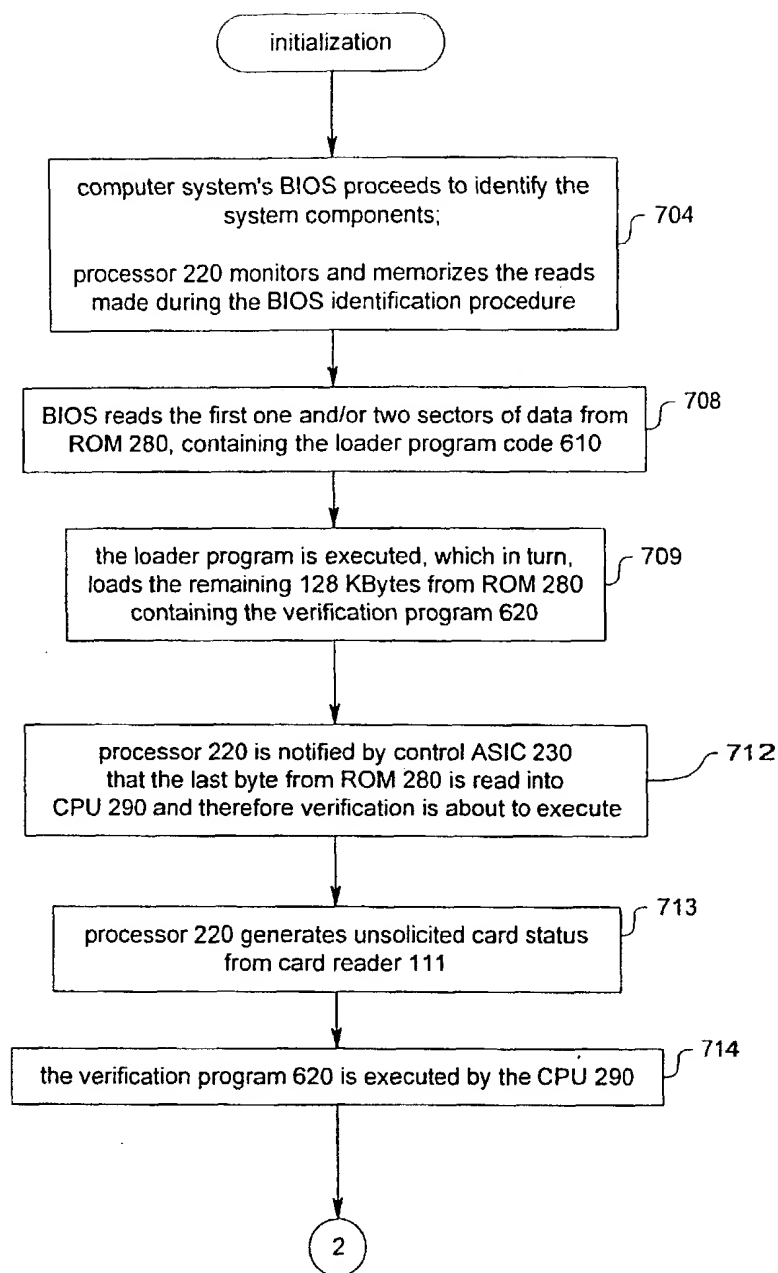 initialization
computer system's BIOS proceeds to identify the
system components;
704
processor 220 monitors and memorizes the reads
made during the BIOS identification procedure
708
BIOS reads the first one and/or two sectors of data from
ROM 280, containing the loader program code 610
709
the loader program is executed, which in turn,
loads the remaining 128 KBytes from ROM 280
containing the verification program 620
processor 220 is notified by control ASIC 230
712
that the last byte from ROM 280 is read into
CPU 290 and therefore verification is about to execute
713
processor 220 generates unsolicited card status
from card reader 111
714
the verification program 620 is executed by the CPU 290
2